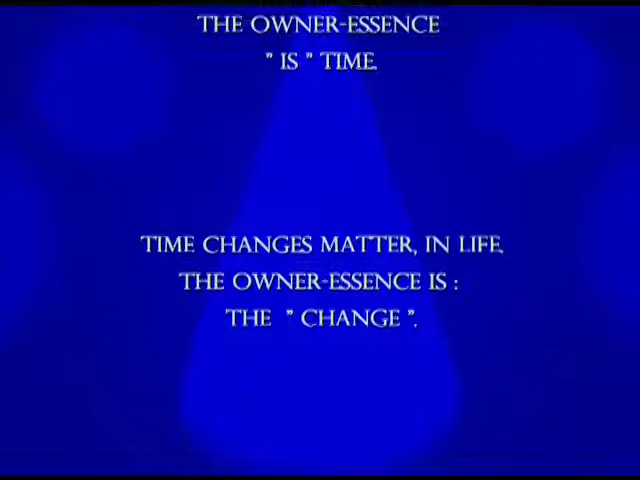 THE OWNER-ESSENCE
" IS " TIME.
TIME CHANGES MATTER, IN LIFE.
THE OWNER-ESSENCE IS :
THE " CHANGE ".